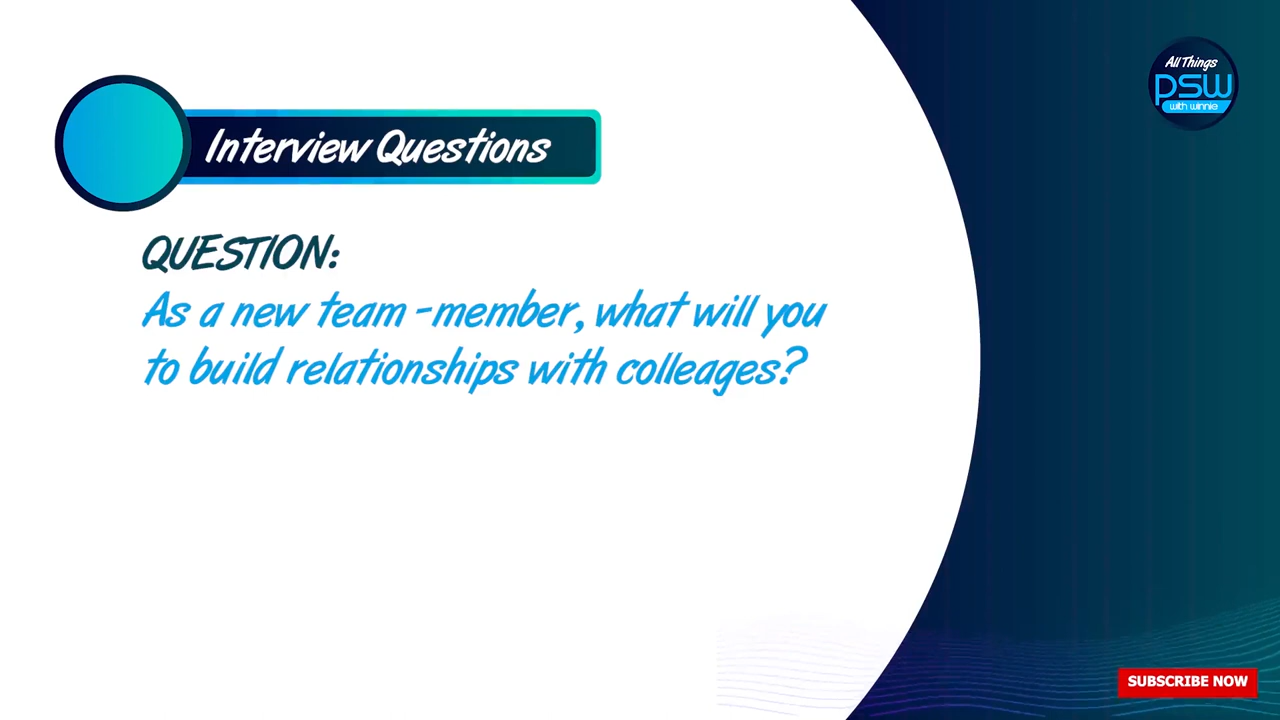 All Things
PSW
with winnie
Interview Questions
QUESTION:
As a new team -member, what will you
to build relationships with colleages?
SUBSCRIBE NOW